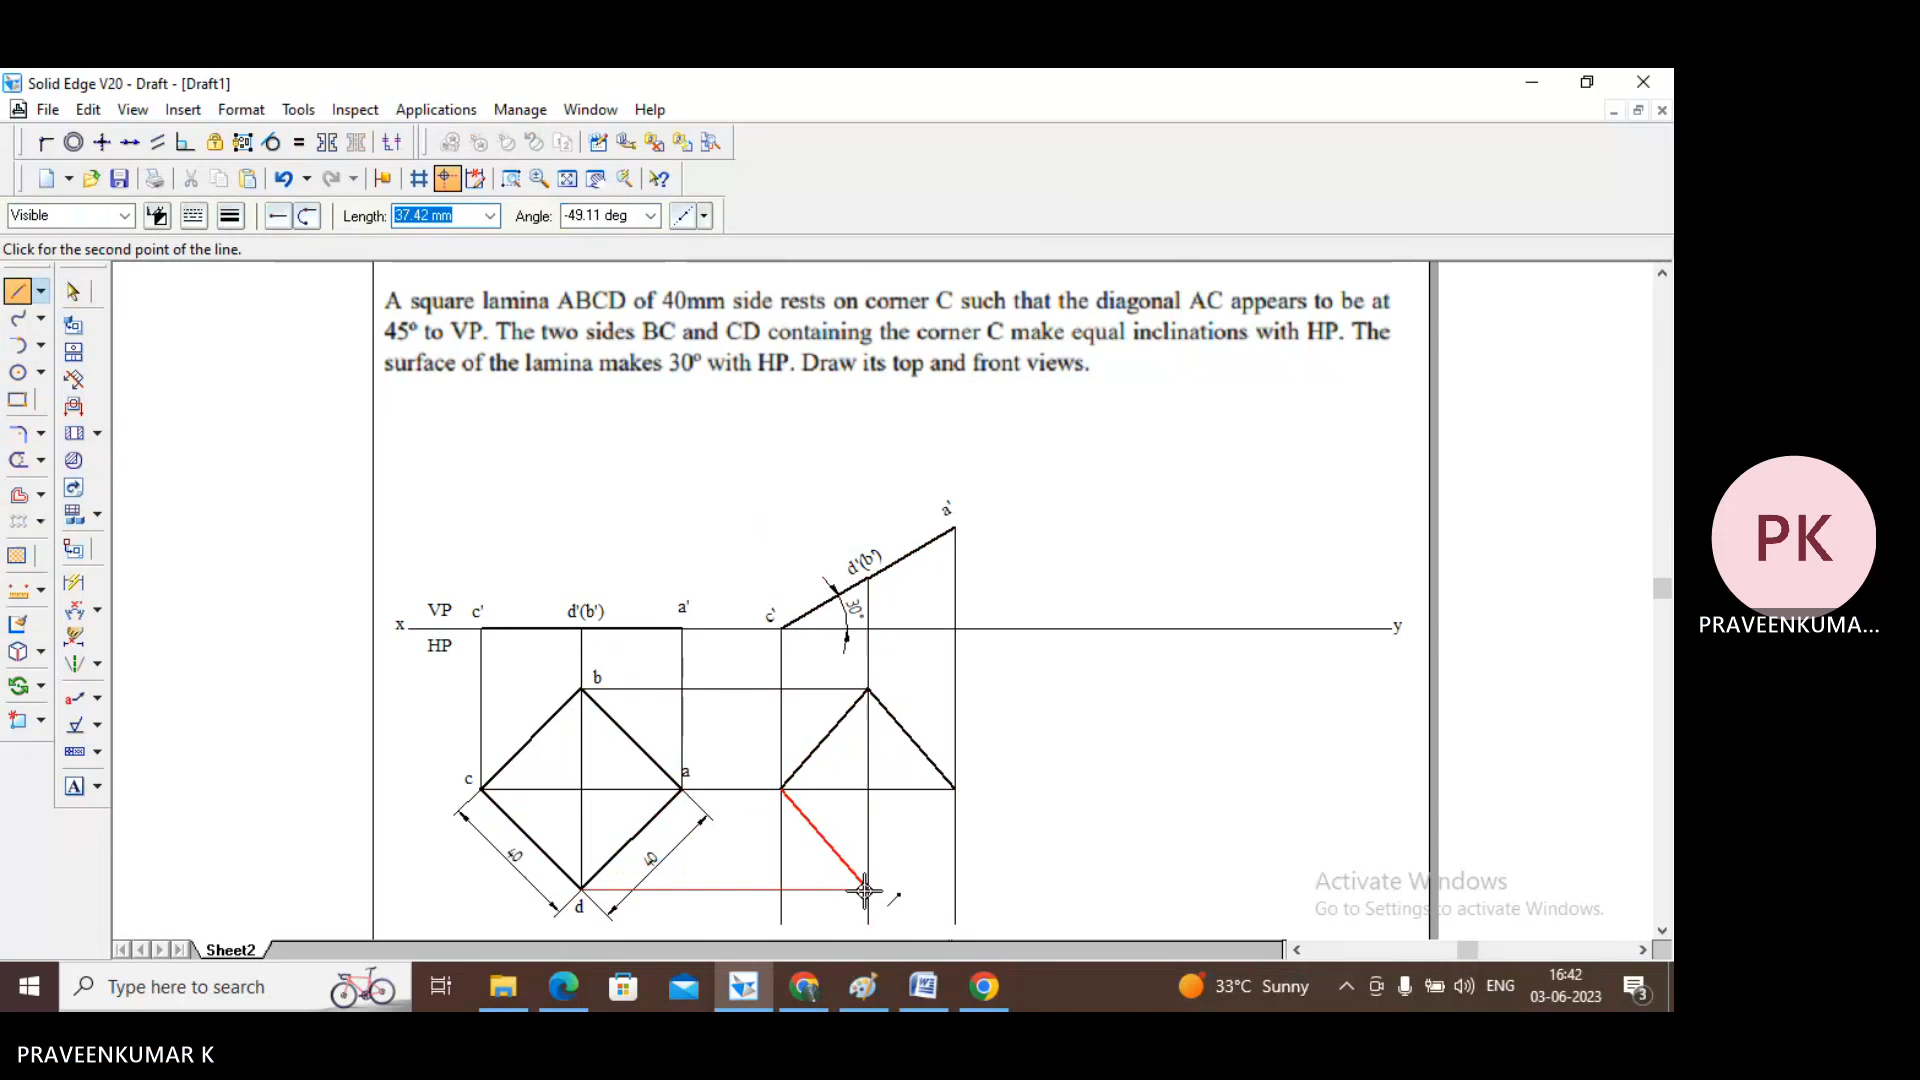 Solid Edge V20 - Draft - [Draft1]
File Edit View Insert Format Tools Inspect Applications Manage Window Help
Visible Length: 37.42 mm Angle: -49.11 deg
Click for the second point of the line.
A square lamina ABCD of 40mm side rests on corner C such that the diagonal AC appears to be at
45º to VP. The two sides BC and CD containing the corner C make equal inclinations with HP. The
surface of the lamina makes 30º with HP. Draw its top and front views.
a'
d'(b')
30°
VP c' d'(b') a' c'
x y
HP
b
c a
40 40
d
PK
PRAVEENKUMA...
Activate Windows
Go to Settings to activate Windows.
Sheet2
Type here to search
33°C Sunny
ENG
16:42
03-06-2023
3
PRAVEENKUMAR K